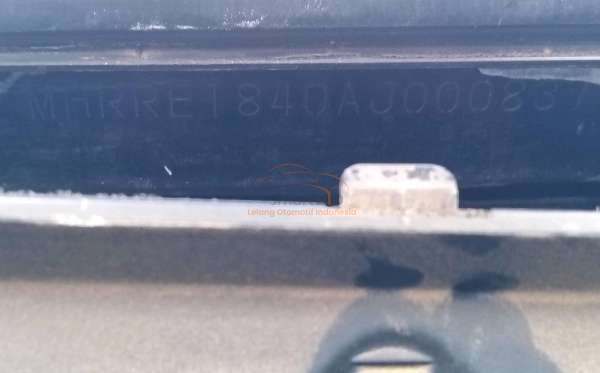 MHRRE1840AJ000837
Lelang Otomotif Indonesia